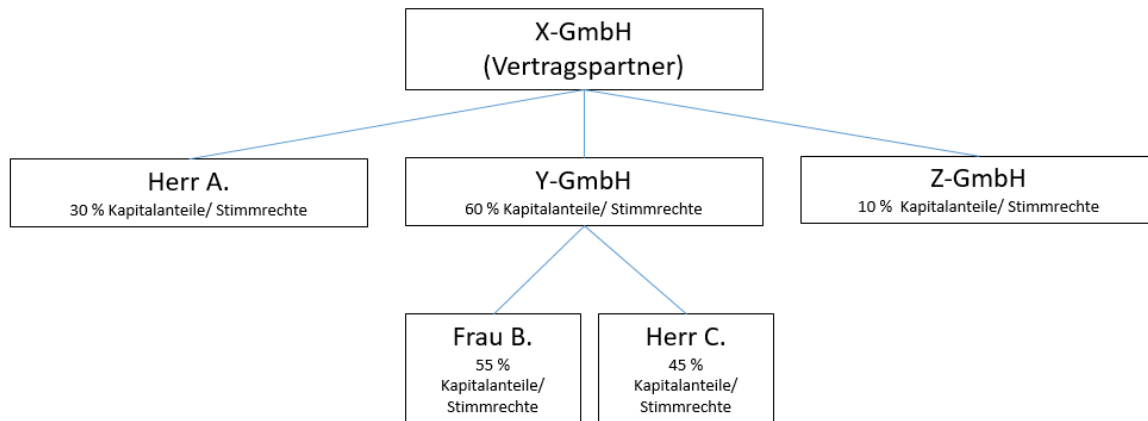 X-GmbH
(Vertragspartner)
Herr A.
30 % Kapitalanteile/ Stimmrechte
Y-GmbH
60 % Kapitalanteile/ Stimmrechte
Z-GmbH
10 %  Kapitalanteile/ Stimmrechte
Frau B.
55 %
Kapitalanteile/
Stimmrechte
Herr C.
45 %
Kapitalanteile/
Stimmrechte